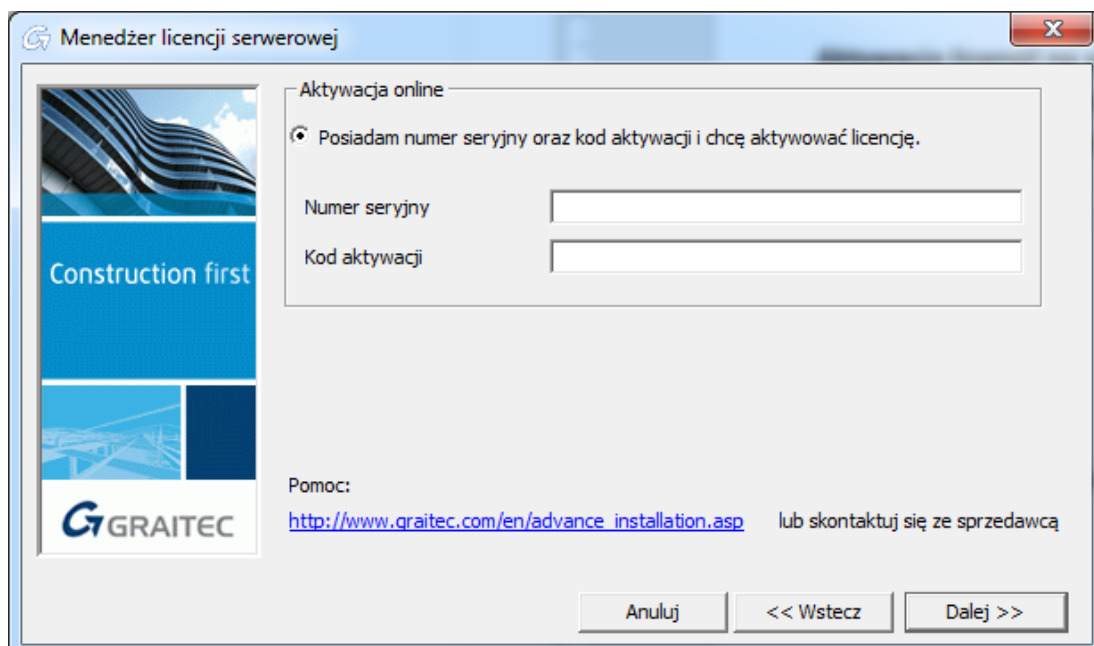 Menedżer licencji serwerowej
Aktywacja online
Posiadam numer seryjny oraz kod aktywacji i chcę aktywować licencję.
Numer seryjny
Kod aktywacji
Construction first
GRAITEC
Pomoc:
http://www.graitec.com/en/advance_installation.asp lub skontaktuj się ze sprzedawcą
Anuluj << Wstecz Dalej >>